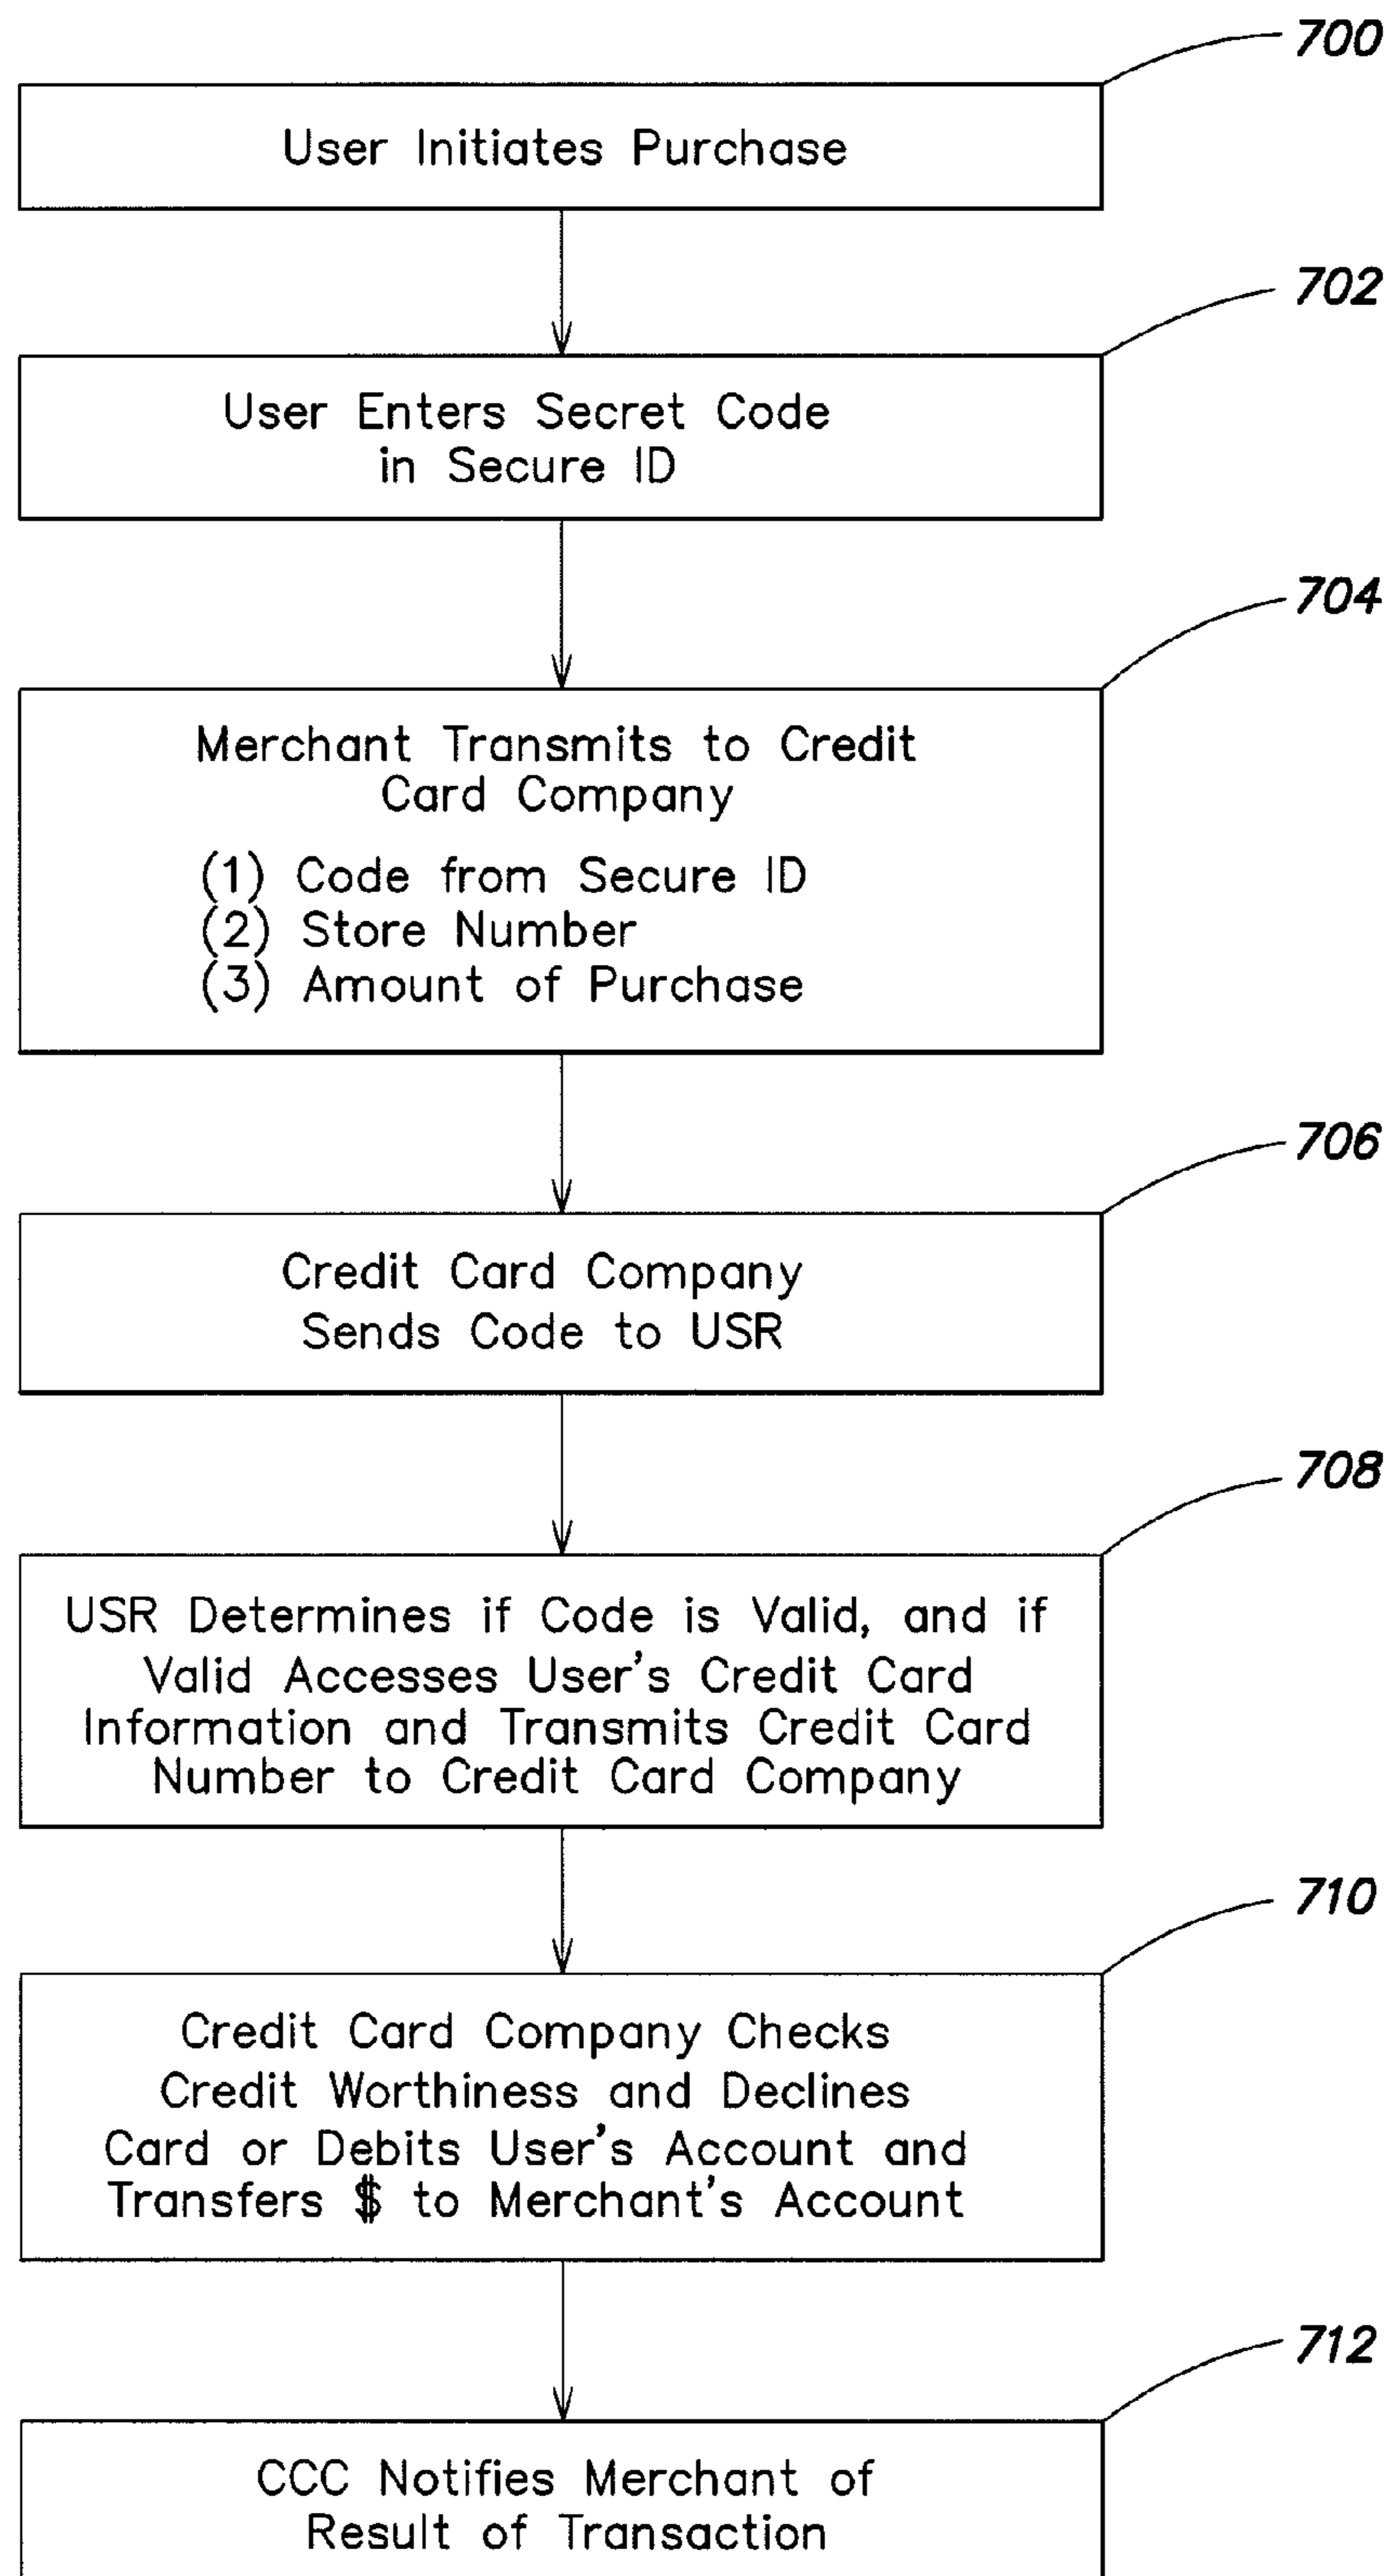 700
User Initiates Purchase
702
User Enters Secret Code
in Secure ID
704
Merchant Transmits to Credit
Card Company
(1) Code from Secure ID
(2) Store Number
(3) Amount of Purchase
706
Credit Card Company
Sends Code to USR
708
USR Determines if Code is Valid, and if
Valid Accesses User's Credit Card
Information and Transmits Credit Card
Number to Credit Card Company
710
Credit Card Company Checks
Credit Worthiness and Declines
Card or Debits User's Account and
Transfers $ to Merchant's Account
712
CCC Notifies Merchant of
Result of Transaction